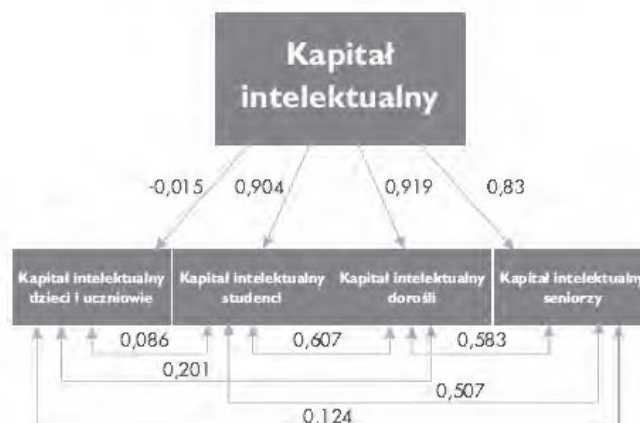 Kapitał
intelektualny
-0,015 0,904 0,919 0,83
Kapitał intelektualny
dzieci i uczniowie
Kapitał intelektualny
studenci
Kapitał intelektualny
dorośli
Kapitał intelektualny
seniorzy
0,086 0,607 0,583
0,201
0,507
0,124